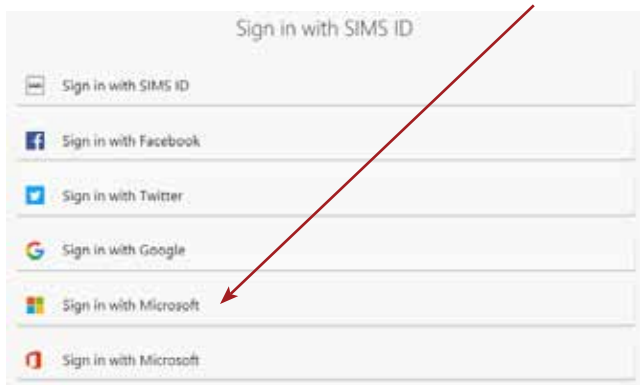 Sign in with SIMS ID
Sign in with SIMS ID
Sign in with Facebook
Sign in with Twitter
Sign in with Google
Sign in with Microsoft
Sign in with Microsoft